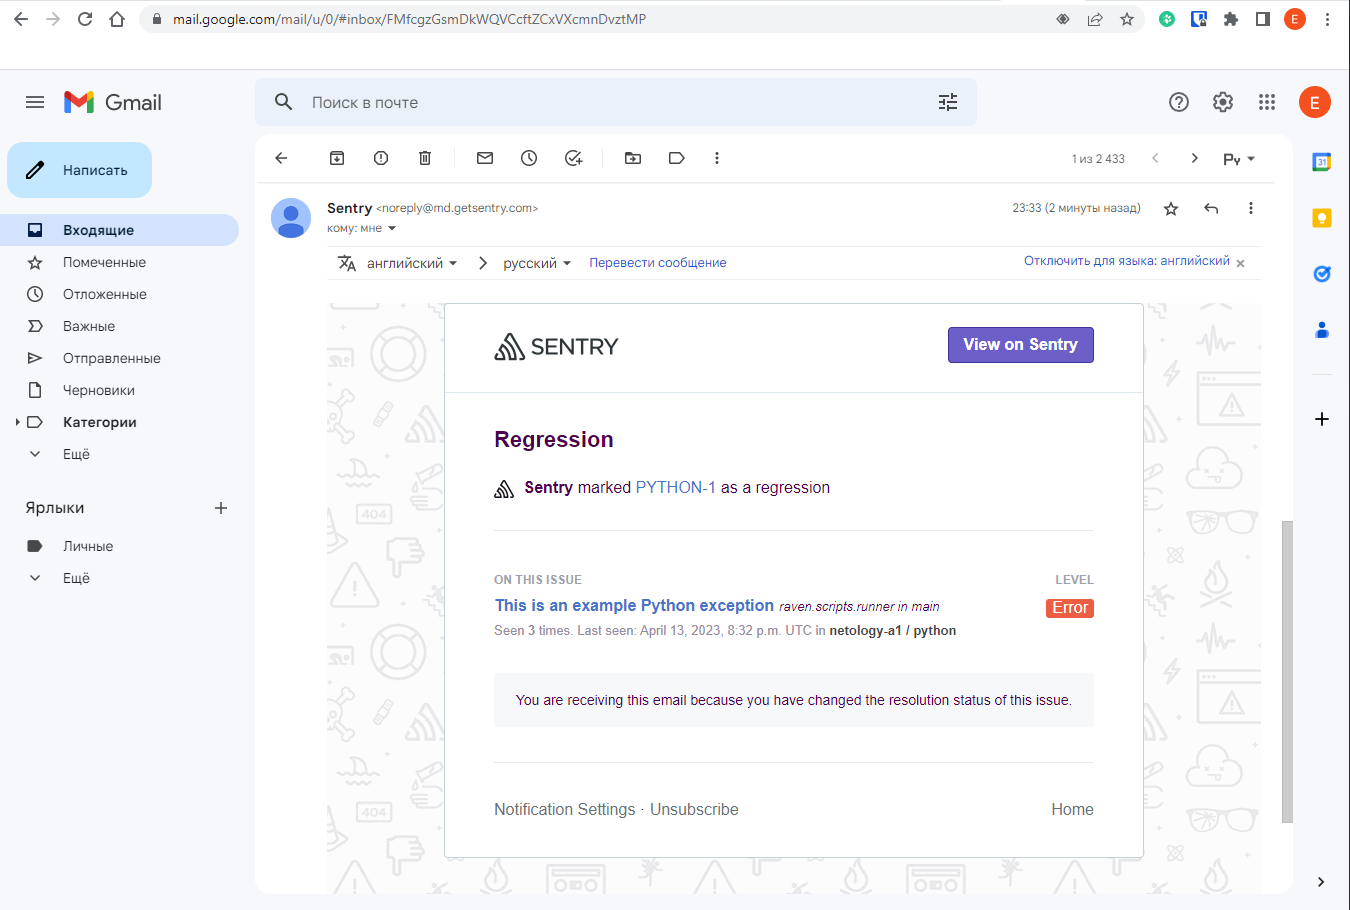 mail.google.com/mail/u/0/#inbox/FMfcgzGsmDkWQVCcftZCxVXcmnDvztMP
E
Gmail
Поиск в почте
E
Написать
1 из 2 433
Ру
Входящие
Помеченные
Отложенные
Важные
Отправленные
Черновики
Категории
Ещё
Ярлыки
Личные
Ещё
Sentry <noreply@md.getsentry.com>
23:33 (2 минуты назад)
кому: мне
английский
русский
Перевести сообщение
Отключить для языка: английский
SENTRY
View on Sentry
Regression
Sentry marked PYTHON-1 as a regression
ON THIS ISSUE
LEVEL
This is an example Python exception raven.scripts.runner in main
Error
Seen 3 times. Last seen: April 13, 2023, 8:32 p.m. UTC in netology-a1 / python
You are receiving this email because you have changed the resolution status of this issue.
Notification Settings · Unsubscribe
Home
404
404
31